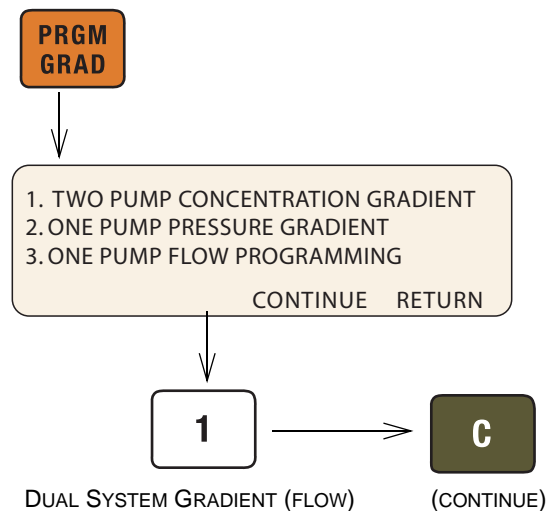 PRGM
GRAD
1. TWO PUMP CONCENTRATION GRADIENT
2. ONE PUMP PRESSURE GRADIENT
3. ONE PUMP FLOW PROGRAMMING
CONTINUE RETURN
1
C
DUAL SYSTEM GRADIENT (FLOW) (CONTINUE)